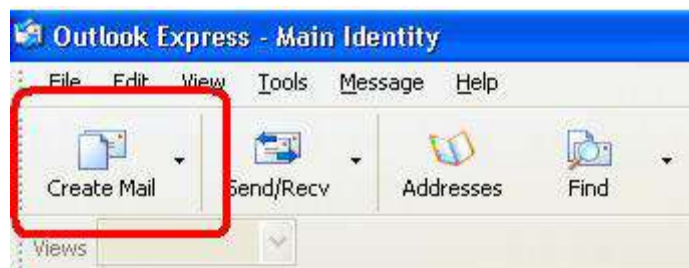 Outlook Express - Main Identity
File Edit View Tools Message Help
Create Mail Send/Recv Addresses Find
Views